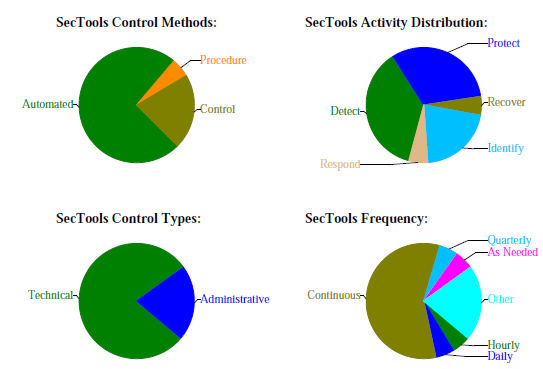 SecTools Control Methods:
Procedure
Automated
Control
SecTools Activity Distribution:
Protect
Recover
Detect
Identify
Respond
SecTools Control Types:
Technical
Administrative
SecTools Frequency:
Quarterly
As Needed
Continuous
Other
Hourly
Daily